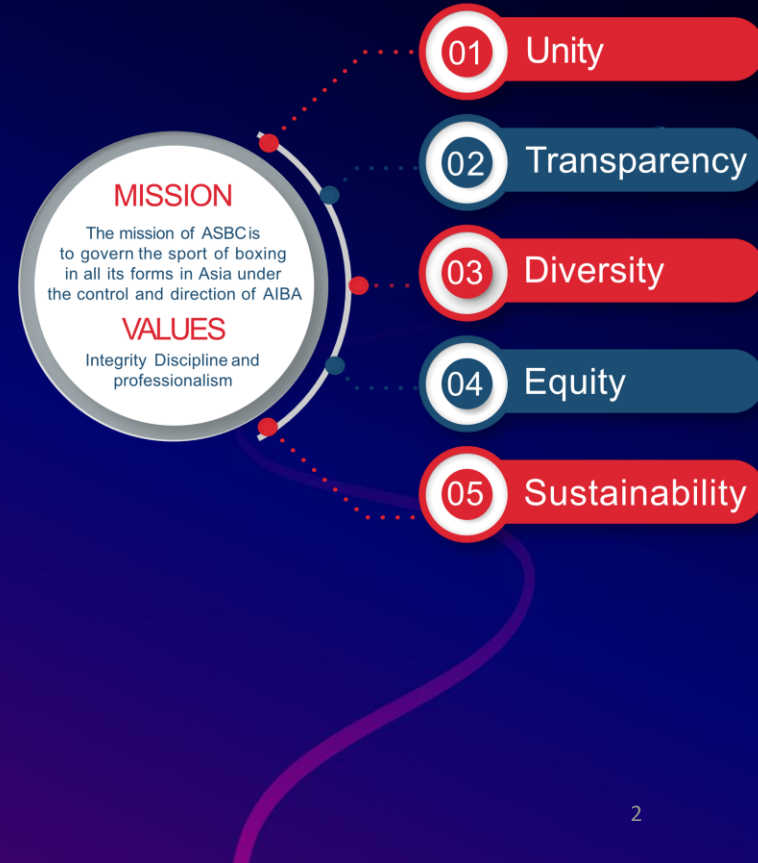 MISSION
The mission of ASBC is
to govern the sport of boxing
in all its forms in Asia under
the control and direction of AIBA
VALUES
Integrity Discipline and
professionalism
01 Unity
02 Transparency
03 Diversity
04 Equity
05 Sustainability
2